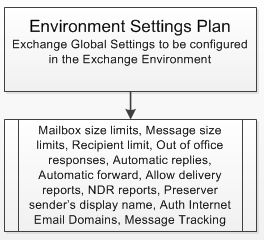 Environment Settings Plan
Exchange Global Settings to be configured
in the Exchange Environment
Mailbox size limits, Message size
limits, Recipient limit, Out of office
responses, Automatic replies,
Automatic forward, Allow delivery
reports, NDR reports, Preserver
sender's display name, Auth Internet
Email Domains, Message Tracking